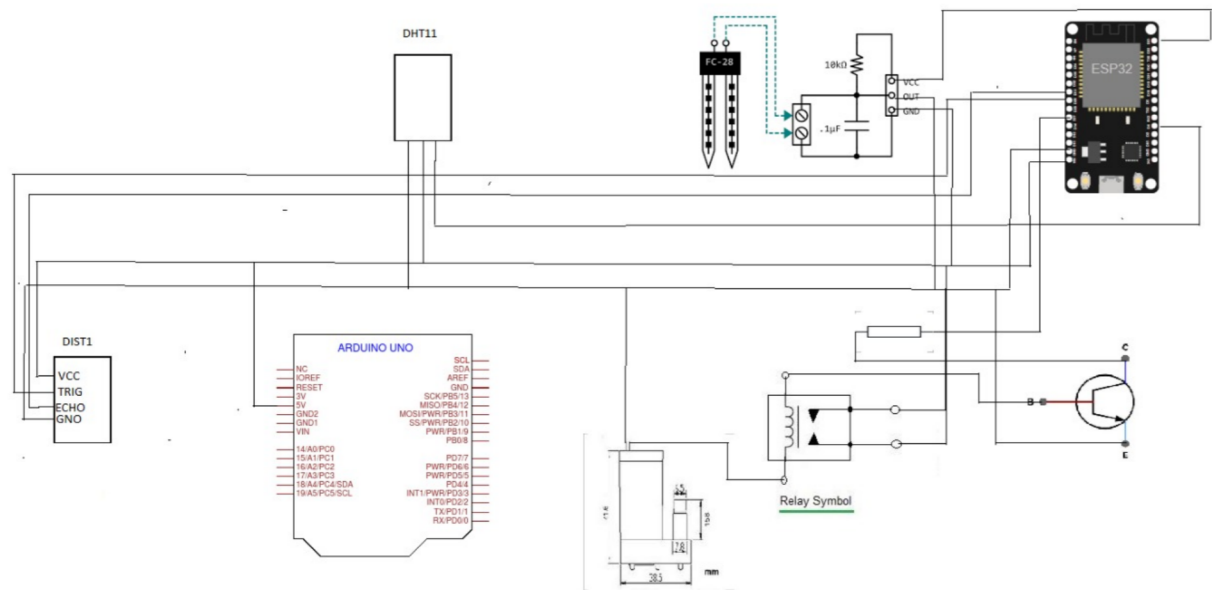 DHT11
FC-28
10kΩ
.1µF
VCC
OUT
GND
ESP32
DIST1
VCC
TRIG
ECHO
GNO
ARDUINO UNO
NC
IOREF
RESET
3V
5V
GND2
GND1
VIN
14/A0/PC0
15/A1/PC1
16/A2/PC2
17/A3/PC3
18/A4/PC4/SDA
19/A5/PC5/SCL
SCL
SDA
AREF
GND
SCK/PB5/13
MISO/PB4/12
MOSI/PWR/PB3/11
SS/PWR/PB2/10
PWR/PB1/9
PB0/8
PD7/7
PWR/PD6/6
PWR/PD5/5
PD4/4
INT1/PWR/PD3/3
INT0/PD2/2
TX/PD1/1
RX/PD0/0
Relay Symbol
C
B
E
7.8
38.5
mm